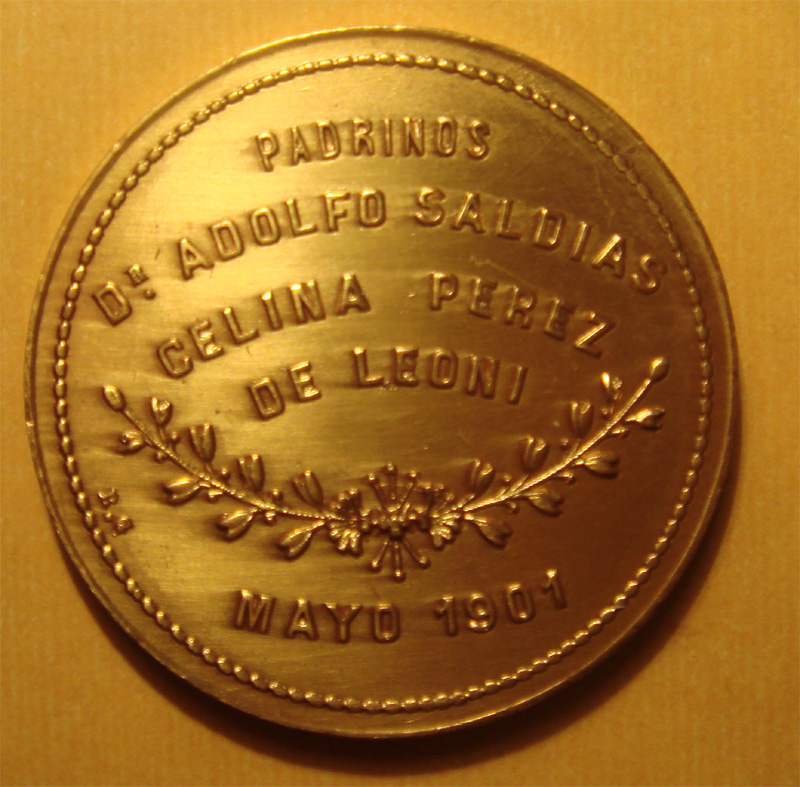 PADRINOS
Dᴿ. ADOLFO SALDIAS
CELINA PEREZ
DE LEONI
MAYO 1901